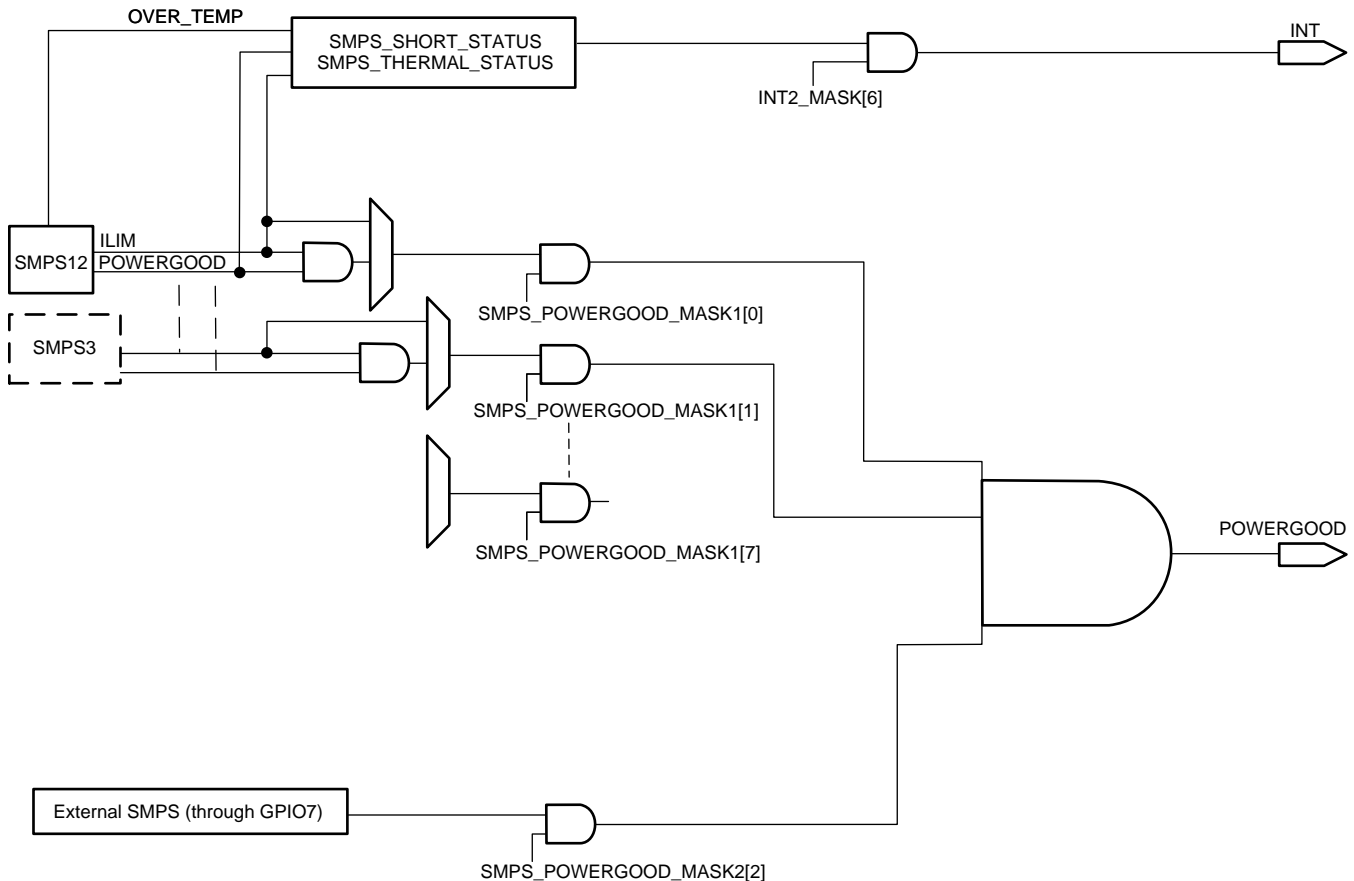 OVER_TEMP
SMPS_SHORT_STATUS
SMPS_THERMAL_STATUS
INT
INT2_MASK[6]
SMPS12
ILIM
POWERGOOD
SMPS_POWERGOOD_MASK1[0]
SMPS3
SMPS_POWERGOOD_MASK1[1]
SMPS_POWERGOOD_MASK1[7]
POWERGOOD
External SMPS (through GPIO7)
SMPS_POWERGOOD_MASK2[2]